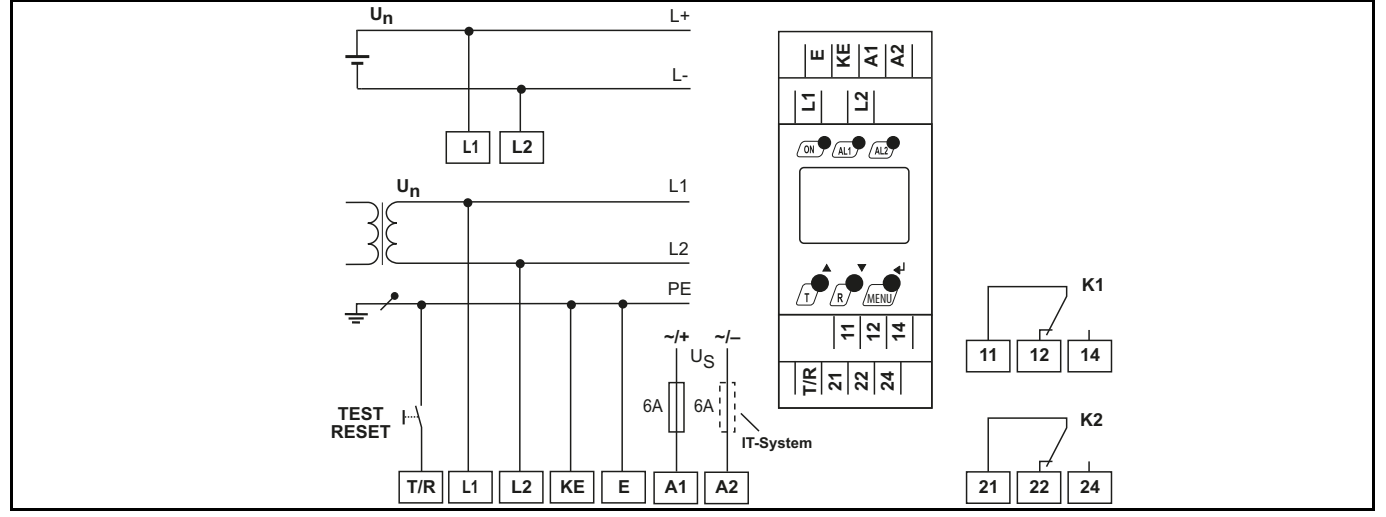 Un
L+
L-
L1 L2
Un
L1
L2
PE
~/+ ~/–
US
6A 6A
IT-System
TEST
RESET
T/R L1 L2 KE E A1 A2
E KE A1 A2
L1 L2
ON AL1 AL2
T R MENU
11 12 14
T/R 21 22 24
K1
11 12 14
K2
21 22 24